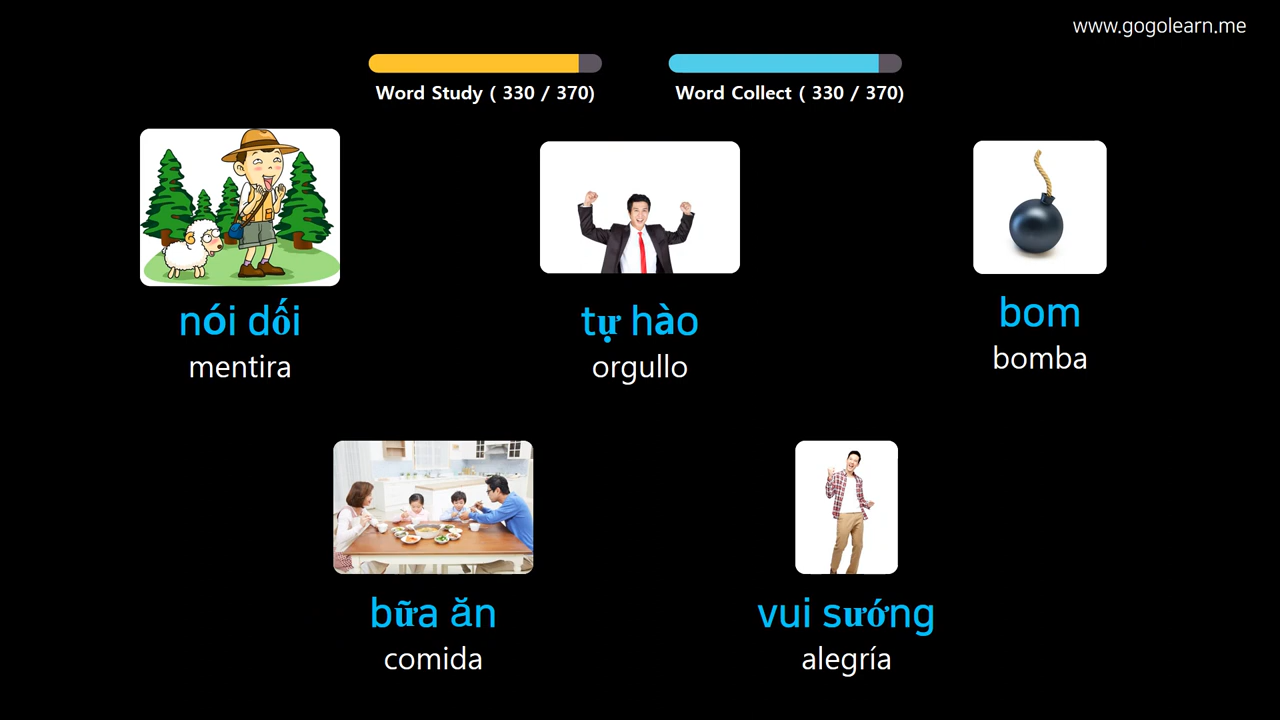 www.gogolearn.me
Word Study ( 330 / 370)
Word Collect ( 330 / 370)
nói dối
mentira
tự hào
orgullo
bom
bomba
bữa ăn
comida
vui sướng
alegría